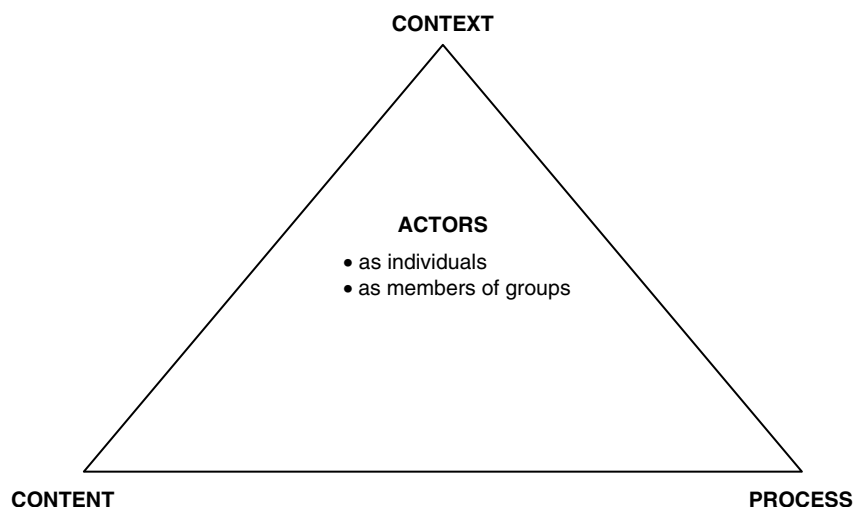 CONTEXT
ACTORS
• as individuals
• as members of groups
CONTENT
PROCESS